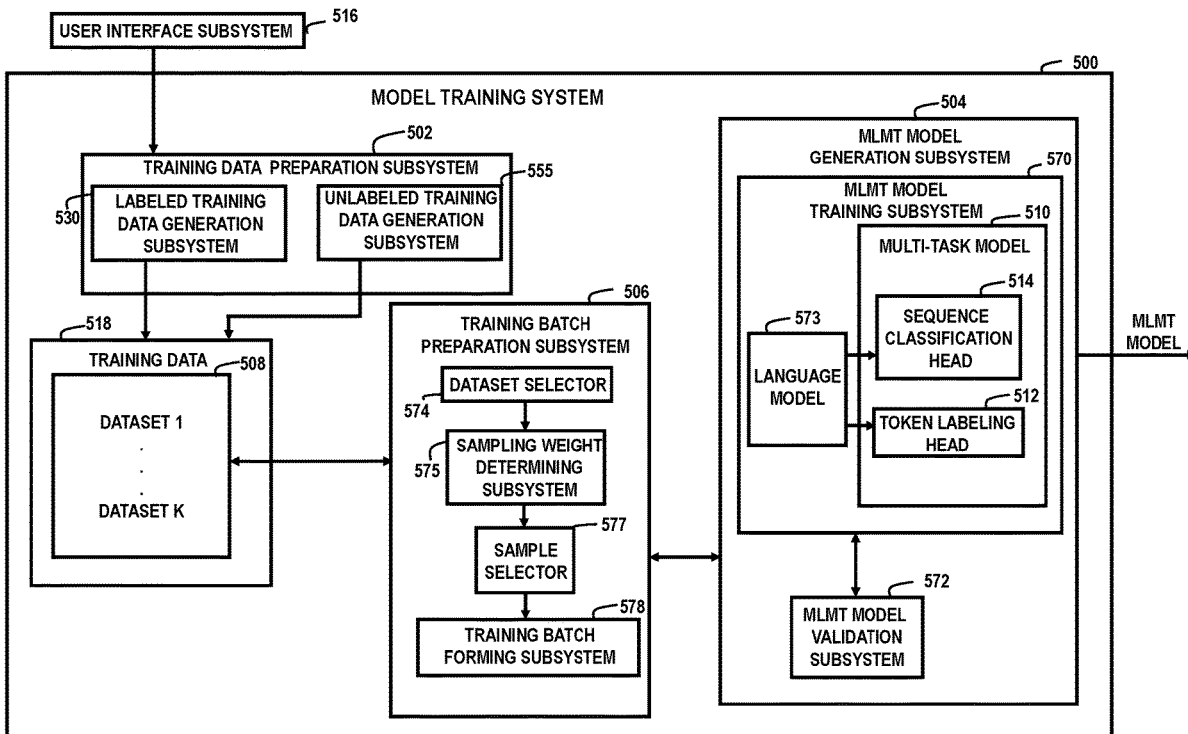 USER INTERFACE SUBSYSTEM
516
500
MODEL TRAINING SYSTEM
502
TRAINING DATA PREPARATION SUBSYSTEM
555
530
LABELED TRAINING
DATA GENERATION
SUBSYSTEM
UNLABELED TRAINING
DATA GENERATION
SUBSYSTEM
518
TRAINING DATA
508
DATASET 1
.
.
.
DATASET K
506
TRAINING BATCH
PREPARATION SUBSYSTEM
DATASET SELECTOR
574
SAMPLING WEIGHT
DETERMINING
SUBSYSTEM
575
577
SAMPLE
SELECTOR
578
TRAINING BATCH
FORMING SUBSYSTEM
504
MLMT MODEL
GENERATION SUBSYSTEM
570
MLMT MODEL
TRAINING SUBSYSTEM
510
MULTI-TASK MODEL
514
SEQUENCE
CLASSIFICATION
HEAD
573
LANGUAGE
MODEL
512
TOKEN LABELING
HEAD
572
MLMT MODEL
VALIDATION
SUBSYSTEM
MLMT
MODEL